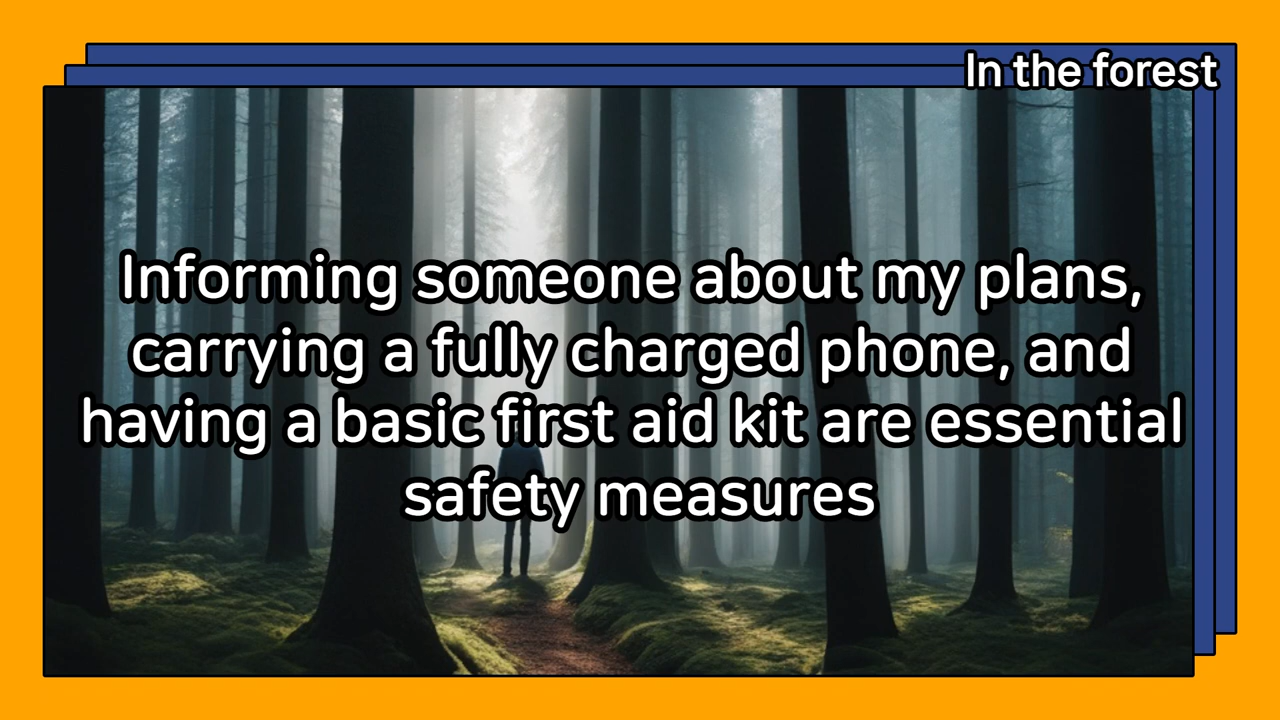 In the forest
Informing someone about my plans,
carrying a fully charged phone, and
having a basic first aid kit are essential
safety measures